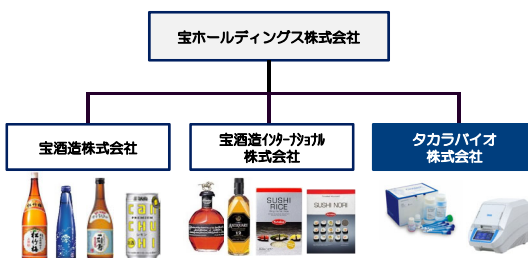 宝ホールディングス株式会社
宝酒造株式会社
宝酒造ｲﾝﾀｰﾅｼｮﾅﾙ
株式会社
タカラバイオ
株式会社
松竹梅
SUSHI
RICE
SUSHI NORI